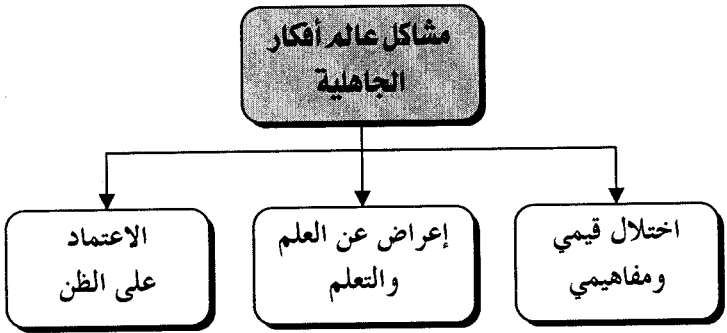 مشاكل عالم أفكار
الجاهلية
اختلال قيمي
ومفاهيمي
إعراض عن العلم
والتعلم
الاعتماد
على الظن